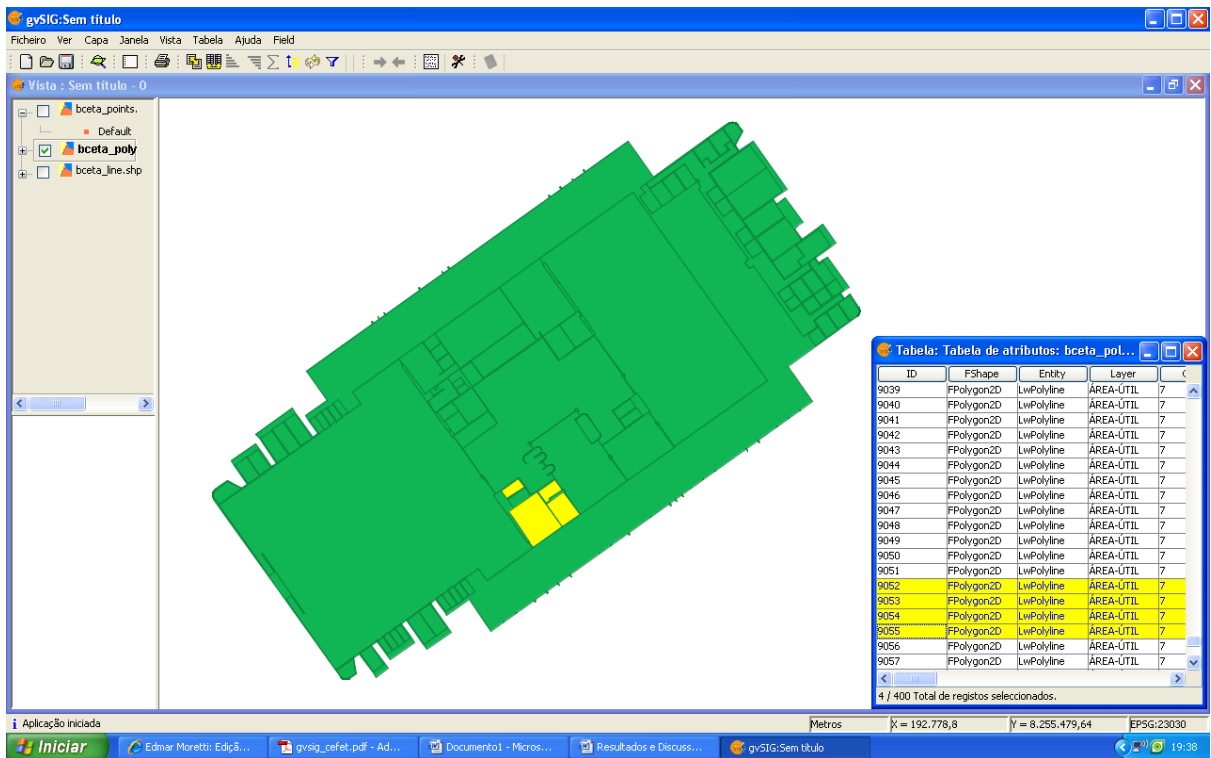 gvSIG:Sem título
Ficheiro Ver Capa Janela Vista Tabela Ajuda Field
Vista : Sem título - 0
bceta_points.
Default
bceta_poly
bceta_line.shp
Tabela: Tabela de atributos: bceta_pol...
ID FShape Entity Layer
9039 FPolygon2D LwPolyline ÁREA-ÚTIL 7
9040 FPolygon2D LwPolyline ÁREA-ÚTIL 7
9041 FPolygon2D LwPolyline ÁREA-ÚTIL 7
9042 FPolygon2D LwPolyline ÁREA-ÚTIL 7
9043 FPolygon2D LwPolyline ÁREA-ÚTIL 7
9044 FPolygon2D LwPolyline ÁREA-ÚTIL 7
9045 FPolygon2D LwPolyline ÁREA-ÚTIL 7
9046 FPolygon2D LwPolyline ÁREA-ÚTIL 7
9047 FPolygon2D LwPolyline ÁREA-ÚTIL 7
9048 FPolygon2D LwPolyline ÁREA-ÚTIL 7
9049 FPolygon2D LwPolyline ÁREA-ÚTIL 7
9050 FPolygon2D LwPolyline ÁREA-ÚTIL 7
9051 FPolygon2D LwPolyline ÁREA-ÚTIL 7
9052 FPolygon2D LwPolyline ÁREA-ÚTIL 7
9053 FPolygon2D LwPolyline ÁREA-ÚTIL 7
9054 FPolygon2D LwPolyline ÁREA-ÚTIL 7
9055 FPolygon2D LwPolyline ÁREA-ÚTIL 7
9056 FPolygon2D LwPolyline ÁREA-ÚTIL 7
9057 FPolygon2D LwPolyline ÁREA-ÚTIL 7
4 / 400 Total de registos seleccionados.
Aplicação iniciada Metros X = 192.778,8 Y = 8.255.479,64 EPSG:23030
Iniciar Edmar Moretti: Ediçã... gvsig_cefet.pdf - Ad... Documento1 - Micros... Resultados e Discuss... gvSIG:Sem título 19:38